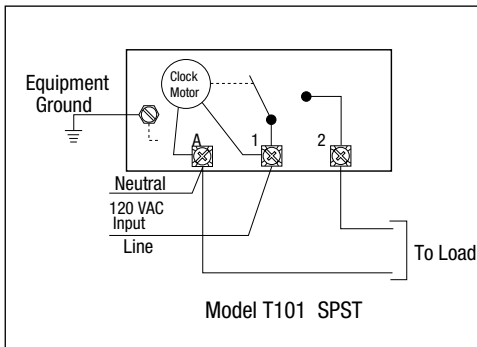 Equipment
Ground
Clock
Motor
A
1
2
Neutral
120 VAC
Input
Line
To Load
Model T101 SPST